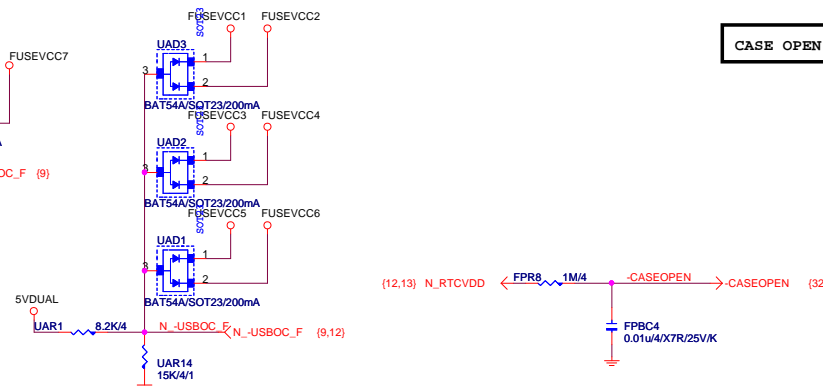 FUSEVCC1
FUSEVCC2
SOT23
UAD3
1
3
2
BAT54A/SOT23/200mA
FUSEVCC7
CASE OPEN
FUSEVCC3
FUSEVCC4
UAD2
1
3
2
BAT54A/SOT23/200mA
OC_F {9}
FUSEVCC5
FUSEVCC6
UAD1
1
3
2
BAT54A/SOT23/200mA
{12,13} N_RTCVDD
FPR8
1M/4
-CASEOPEN
-CASEOPEN
{32
5VDUAL
UAR1
8.2K/4
N_-USBOC_F
N_-USBOC_F {9,12}
FPBC4
0.01u/4/X7R/25V/K
UAR14
15K/4/1